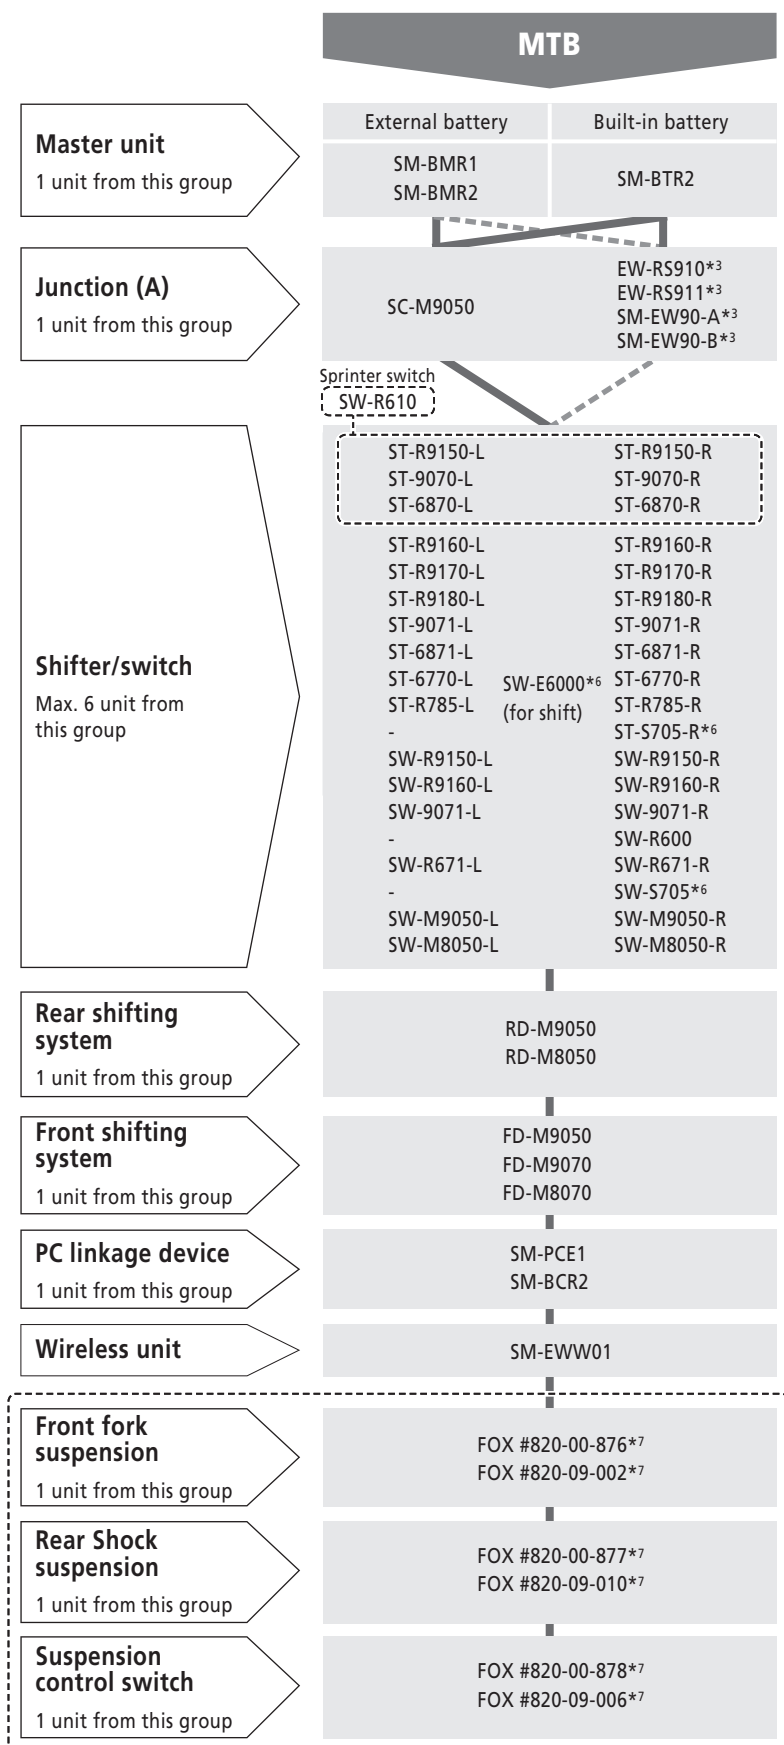 MTB
Master unit
1 unit from this group
External battery
Built-in battery
SM-BMR1
SM-BMR2
SM-BTR2
Junction (A)
1 unit from this group
SC-M9050
EW-RS910*3
EW-RS911*3
SM-EW90-A*3
SM-EW90-B*3
Sprinter switch
SW-R610
Shifter/switch
Max. 6 unit from
this group
ST-R9150-L ST-R9150-R
ST-9070-L ST-9070-R
ST-6870-L ST-6870-R
ST-R9160-L ST-R9160-R
ST-R9170-L ST-R9170-R
ST-R9180-L ST-R9180-R
ST-9071-L ST-9071-R
ST-6871-L ST-6871-R
ST-6770-L ST-6770-R
ST-R785-L ST-R785-R
SW-E6000*6
(for shift)
- ST-S705-R*6
SW-R9150-L SW-R9150-R
SW-R9160-L SW-R9160-R
SW-9071-L SW-9071-R
- SW-R600
SW-R671-L SW-R671-R
- SW-S705*6
SW-M9050-L SW-M9050-R
SW-M8050-L SW-M8050-R
Rear shifting
system
1 unit from this group
RD-M9050
RD-M8050
Front shifting
system
1 unit from this group
FD-M9050
FD-M9070
FD-M8070
PC linkage device
1 unit from this group
SM-PCE1
SM-BCR2
Wireless unit
SM-EWW01
Front fork
suspension
1 unit from this group
FOX #820-00-876*7
FOX #820-09-002*7
Rear Shock
suspension
1 unit from this group
FOX #820-00-877*7
FOX #820-09-010*7
Suspension
control switch
1 unit from this group
FOX #820-00-878*7
FOX #820-09-006*7